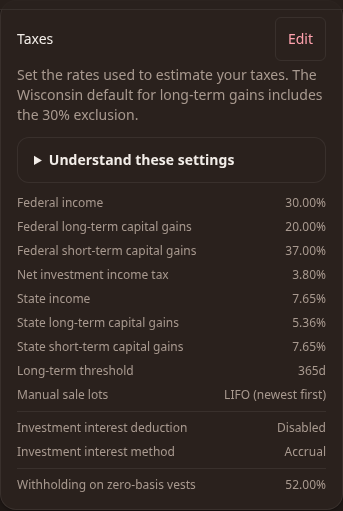 Taxes Edit
Set the rates used to estimate your taxes. The
Wisconsin default for long-term gains includes
the 30% exclusion.
▶ Understand these settings
Federal income 30.00%
Federal long-term capital gains 20.00%
Federal short-term capital gains 37.00%
Net investment income tax 3.80%
State income 7.65%
State long-term capital gains 5.36%
State short-term capital gains 7.65%
Long-term threshold 365d
Manual sale lots LIFO (newest first)
Investment interest deduction Disabled
Investment interest method Accrual
Withholding on zero-basis vests 52.00%